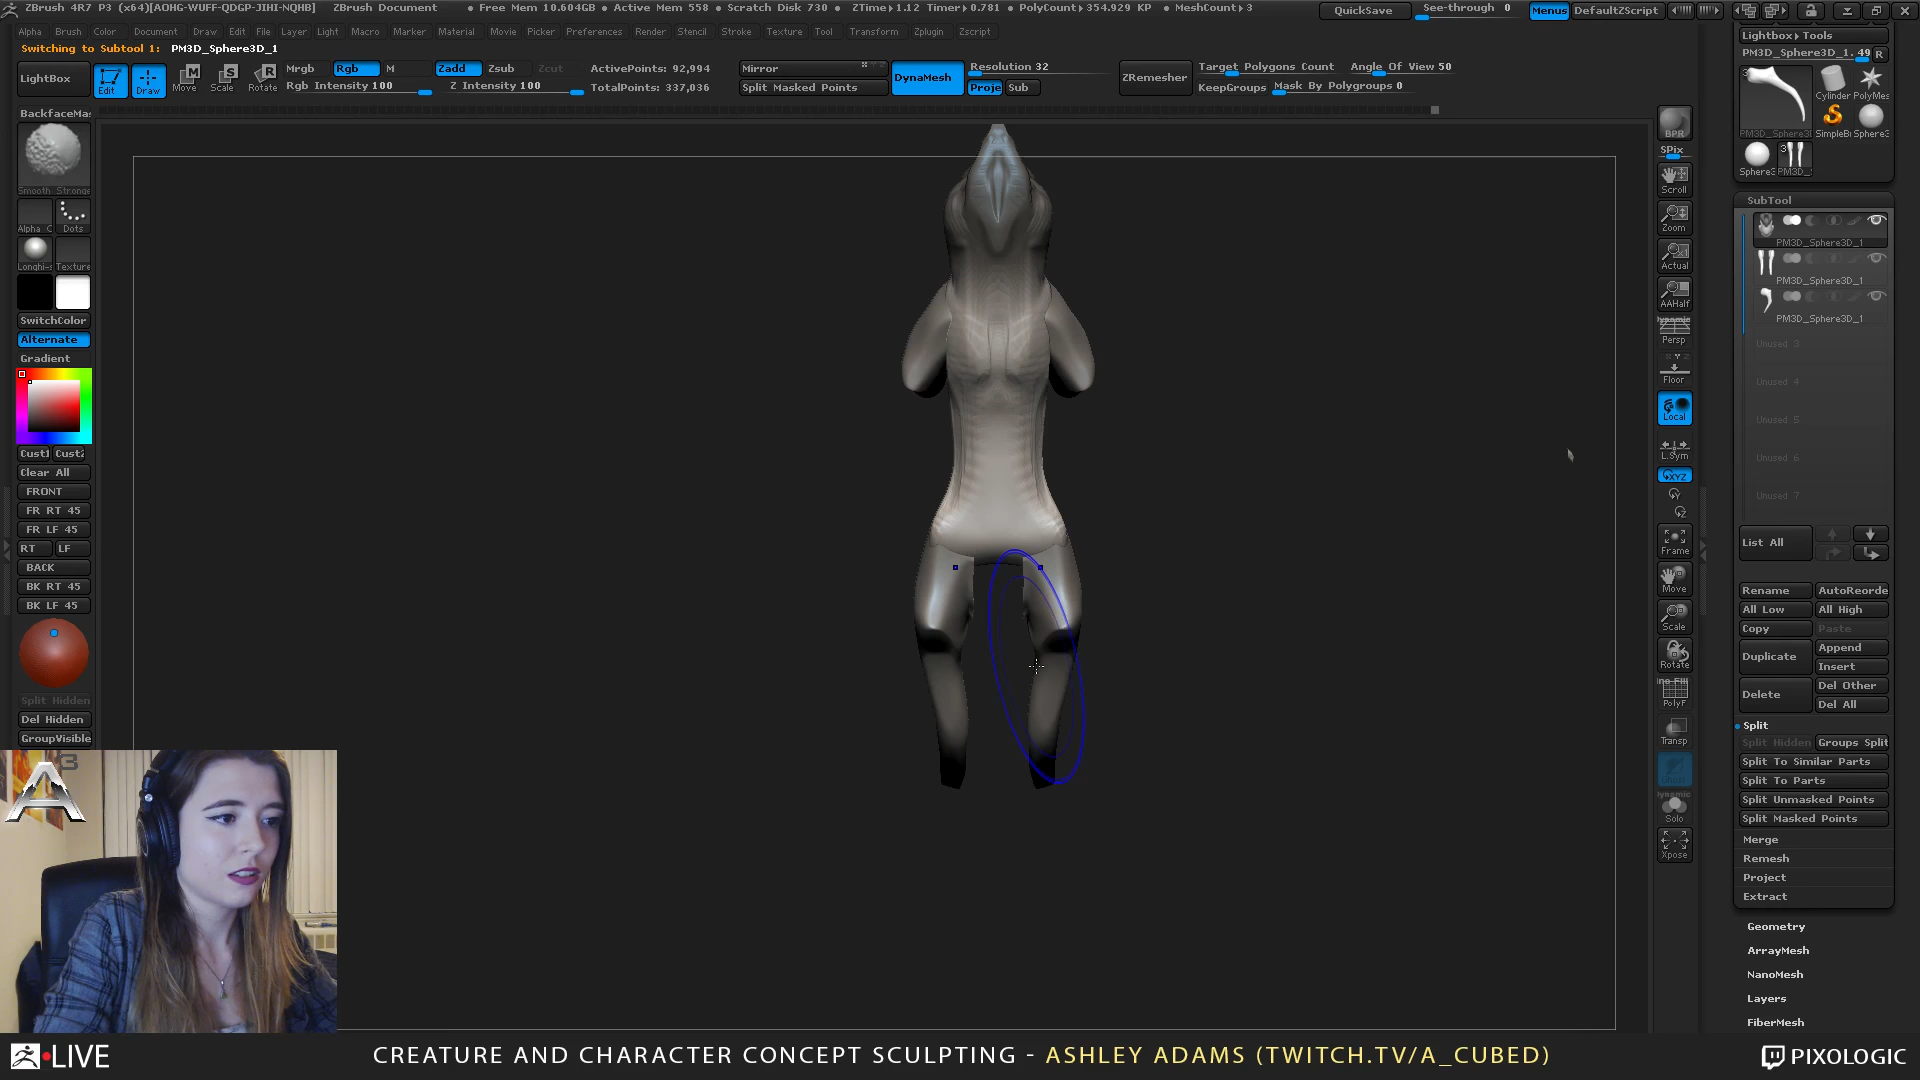 ZBrush 4R7 P3 (x64)[AOHG-WUFF-QDGP-JIHI-NQHB] ZBrush Document • Free Mem 10.604GB • Active Mem 558 • Scratch Disk 730 • ZTime▸1.12 Timer▸0.781 • PolyCount▸354.929 KP • MeshCount▸3 QuickSave See-through 0 Menus DefaultZScript
Alpha Brush Color Document Draw Edit File Layer Light Macro Marker Material Movie Picker Preferences Render Stencil Stroke Texture Tool Transform Zplugin Zscript
Switching to Subtool 1: PM3D_Sphere3D_1
LightBox Edit Draw Move Scale Rotate
Mrgb Rgb M Zadd Zsub Zcut
Rgb Intensity 100 Z Intensity 100
ActivePoints: 92,994
TotalPoints: 337,036
Mirror
Split Masked Points
DynaMesh
Resolution 32
Proje Sub
ZRemesher
Target Polygons Count Angle Of View 50
KeepGroups Mask By Polygroups 0
BackfaceMas
Smooth Stronge
Alpha Dots
Texture
SwitchColor
Alternate
Gradient
Cust1 Cust2
Clear All
FRONT
FR RT 45
FR LF 45
RT LF
BACK
BK RT 45
BK LF 45
Split Hidden
Del Hidden
GroupVisible
BPR
SPix
Scroll
Zoom
Actual
AAHalf
Dynamic
Persp
Floor
Local
L.Sym
XYZ
Frame
Move
Scale
Rotate
PolyF
Transp
Ghost
Dynamic
Solo
Xpose
Lightbox▸Tools
PM3D_Sphere3D_1. 49 R
Cylinder PolyMes
PM3D_Sphere3D SimpleB Sphere3
Sphere3 PM3D_
SubTool
PM3D_Sphere3D_1
PM3D_Sphere3D_1
PM3D_Sphere3D_1
Unused 3
Unused 4
Unused 5
Unused 6
Unused 7
List All
Rename AutoReorde
All Low All High
Copy Paste
Duplicate Append
Insert
Delete Del Other
Del All
Split
Split Hidden Groups Split
Split To Similar Parts
Split To Parts
Split Unmasked Points
Split Masked Points
Merge
Remesh
Project
Extract
Geometry
ArrayMesh
NanoMesh
Layers
FiberMesh
A 3
LIVE
CREATURE AND CHARACTER CONCEPT SCULPTING - ASHLEY ADAMS (TWITCH.TV/A_CUBED)
PIXOLOGIC